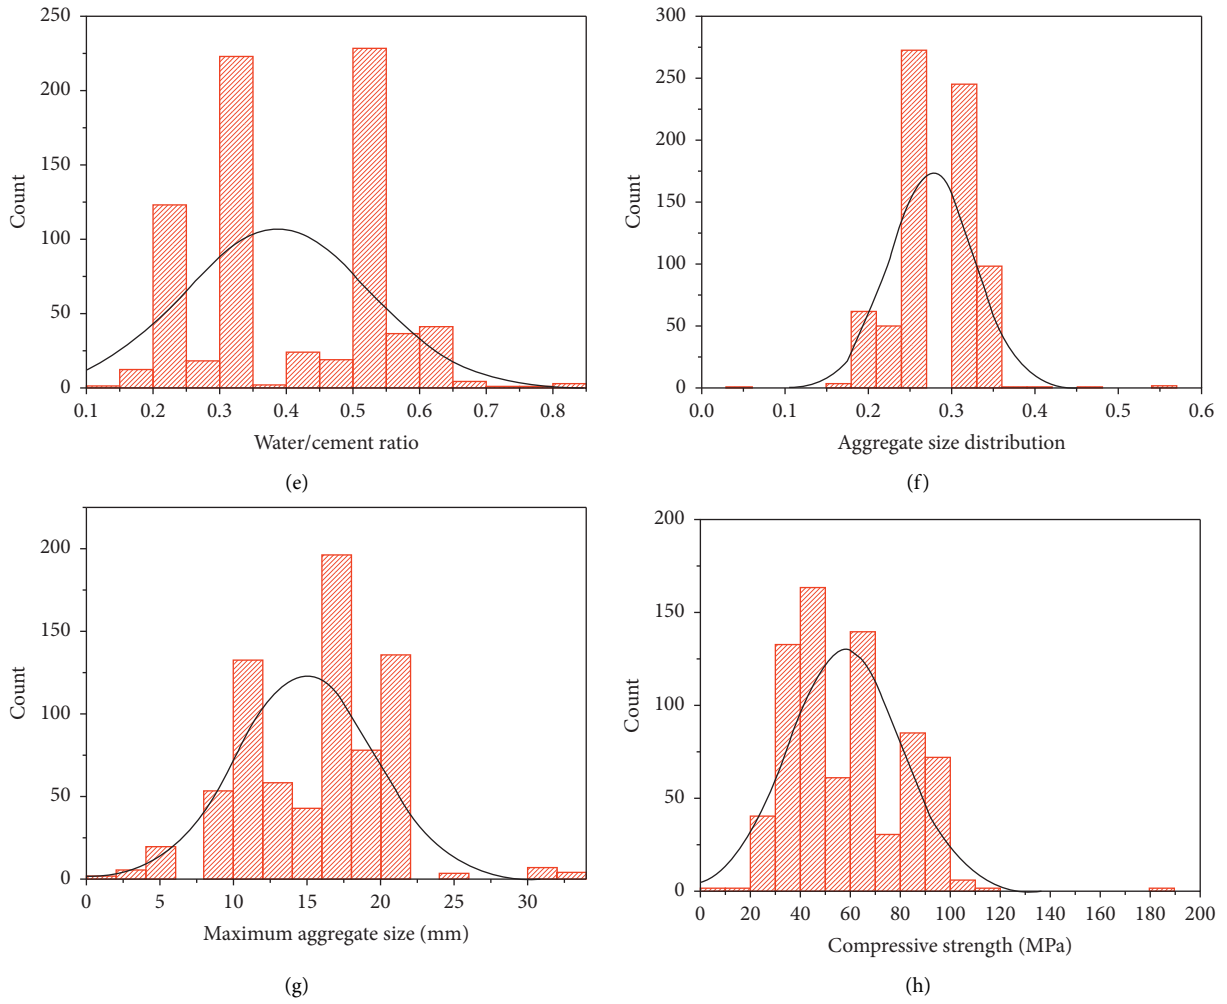 250
200
150
100
50
0
Count
0.1 0.2 0.3 0.4 0.5 0.6 0.7 0.8
Water/cement ratio
(e)
300
250
200
150
100
50
0
Count
0.0 0.1 0.2 0.3 0.4 0.5 0.6
Aggregate size distribution
(f)
200
150
100
50
0
Count
0 5 10 15 20 25 30
Maximum aggregate size (mm)
(g)
200
150
100
50
0
Count
0 20 40 60 80 100 120 140 160 180 200
Compressive strength (MPa)
(h)